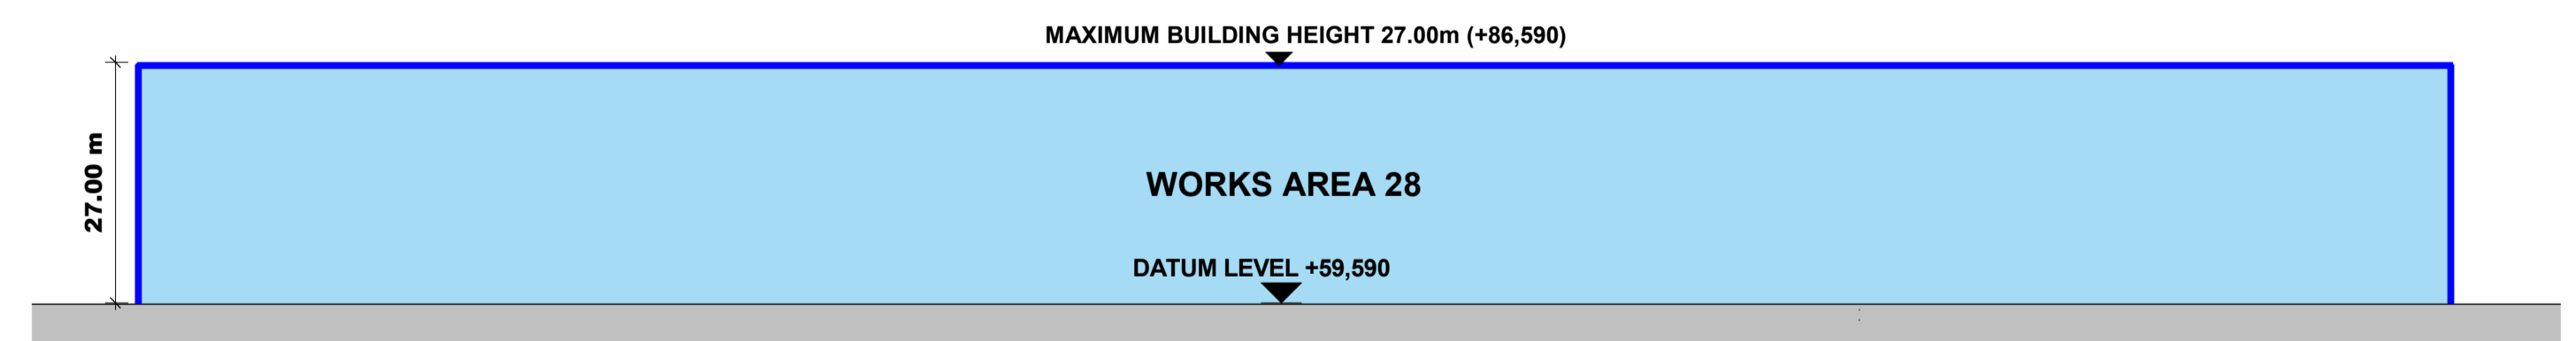 MAXIMUM BUILDING HEIGHT 27.00m (+86,590)
27.00 m
WORKS AREA 28
DATUM LEVEL +59,590